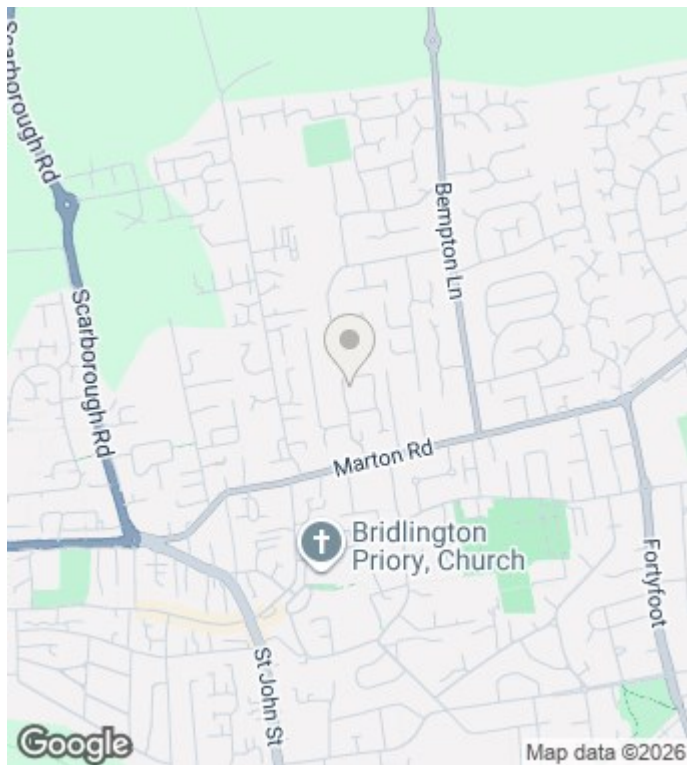 Scarborough Rd
Bempton Ln
Scarborough Rd
Marton Rd
Bridlington
Priory, Church
Fortyfoot
St John St
Google
Map data ©2026